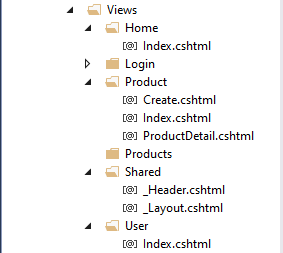 Views
Home
[@] Index.cshtml
Login
Product
[@] Create.cshtml
[@] Index.cshtml
[@] ProductDetail.cshtml
Products
Shared
[@] _Header.cshtml
[@] _Layout.cshtml
User
[@] Index.cshtml